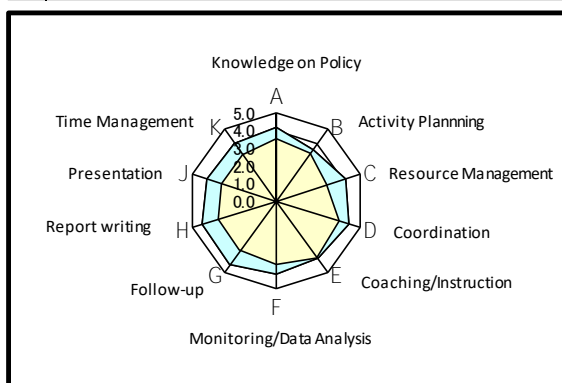 Knowledge on Policy
A
5.0
Time Management K 4.0 B Activity Plannning
3.0
Presentation J 2.0 C Resource Management
1.0
0.0
Report writing H D Coordination
Follow-up G E Coaching/Instruction
F
Monitoring/Data Analysis